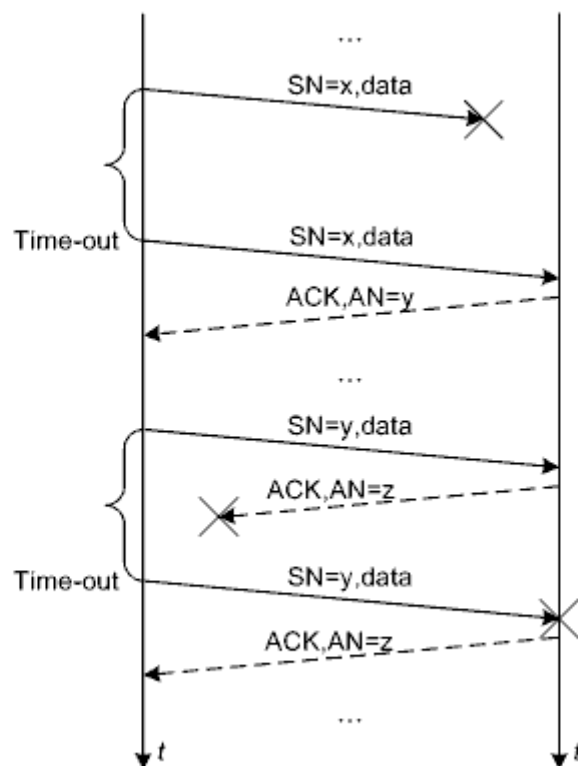 ...
SN=x,data
Time-out
SN=x,data
ACK,AN=y
...
SN=y,data
ACK,AN=z
Time-out
SN=y,data
ACK,AN=z
...
t
t